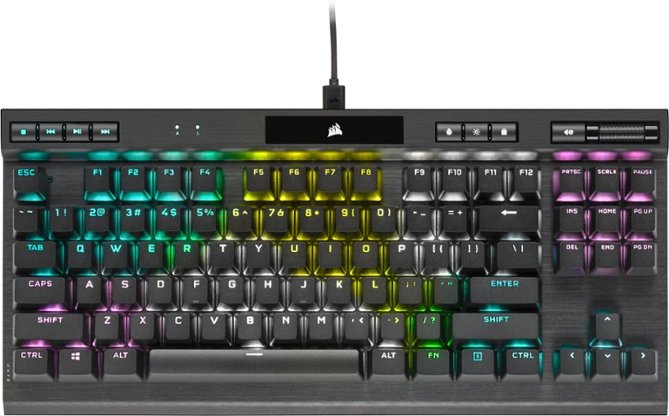 ESC F1 F2 F3 F4 F5 F6 F7 F8 F9 F10 F11 F12 PRTSC SCRLK PAUSE
~ 1! 2@ 3# 4$ 5% 6^ 7& 8* 9( 0) - _ = + INS HOME PG UP
TAB Q W E R T Y U I O P [{ ]} \| DEL END PG DN
CAPS A S D F G H J K L ; : ' " ENTER
SHIFT Z X C V B N M , < . > / ? SHIFT
CTRL ALT ALT FN CTRL